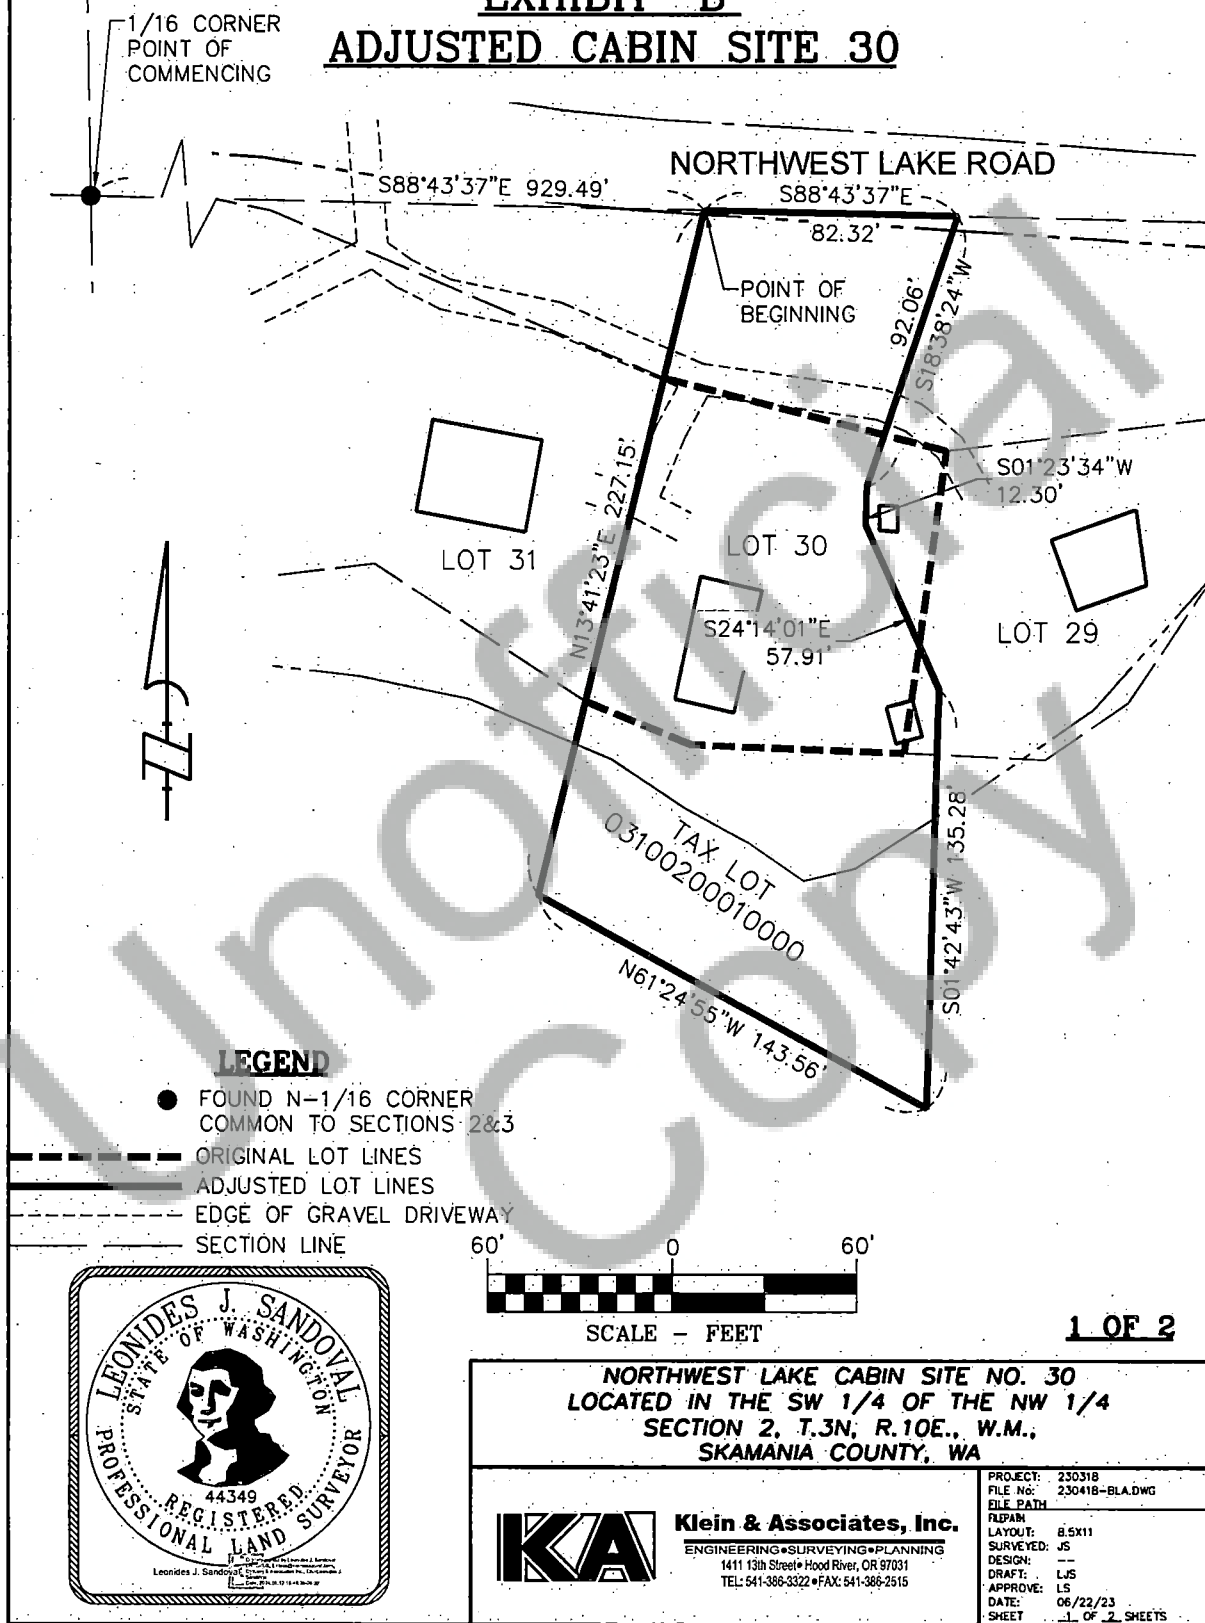 EXHIBIT "B"
ADJUSTED CABIN SITE 30
1/16 CORNER
POINT OF
COMMENCING
NORTHWEST LAKE ROAD
S88°43'37"E 929.49'
S88°43'37"E
82.32'
POINT OF
BEGINNING
92.06'
S18°38'24"W
S01°23'34"W
12.30'
LOT 31
N13°41'23"E 227.15'
LOT 30
LOT 29
S24°14'01"E
57.91'
TAX LOT
03100200010000
S01°42'43"W 135.28'
N61°24'55"W 143.56'
Unofficial
Copy
LEGEND
FOUND N-1/16 CORNER
COMMON TO SECTIONS 2&3
ORIGINAL LOT LINES
ADJUSTED LOT LINES
EDGE OF GRAVEL DRIVEWAY
SECTION LINE
60' 0 60'
SCALE - FEET
1 OF 2
LEONIDES J. SANDOVAL
STATE OF WASHINGTON
44349
REGISTERED
PROFESSIONAL LAND SURVEYOR
Leonides J. Sandoval
NORTHWEST LAKE CABIN SITE NO. 30
LOCATED IN THE SW 1/4 OF THE NW 1/4
SECTION 2, T.3N, R.10E., W.M.,
SKAMANIA COUNTY, WA
KA
Klein & Associates, Inc.
ENGINEERING•SURVEYING•PLANNING
1411 13th Street• Hood River, OR 97031
TEL: 541-386-3322•FAX: 541-386-2515
PROJECT: 230318
FILE No: 230418-BLA.DWG
FILE PATH
LAYOUT: 8.5X11
SURVEYED: JS
DESIGN: --
DRAFT: LJS
APPROVE: LS
DATE: 06/22/23
SHEET 1 OF 2 SHEETS